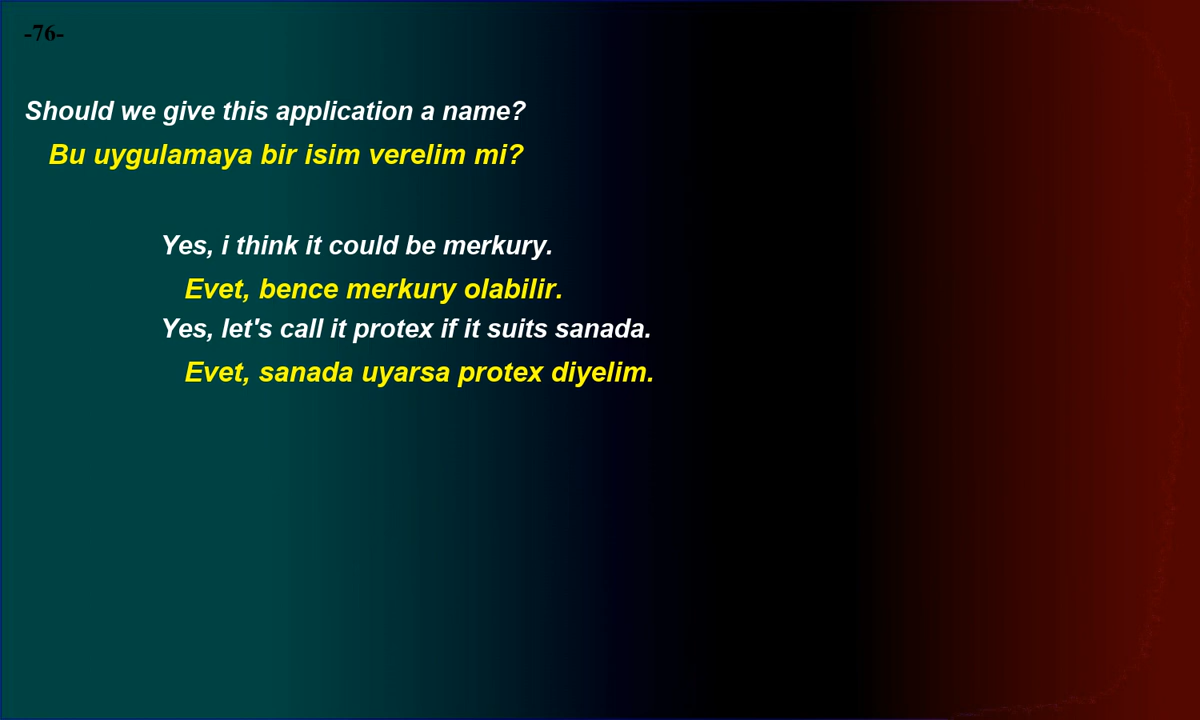 -76-
Should we give this application a name?
Bu uygulamaya bir isim verelim mi?
Yes, i think it could be merkury.
Evet, bence merkury olabilir.
Yes, let's call it protex if it suits sanada.
Evet, sanada uyarsa protex diyelim.